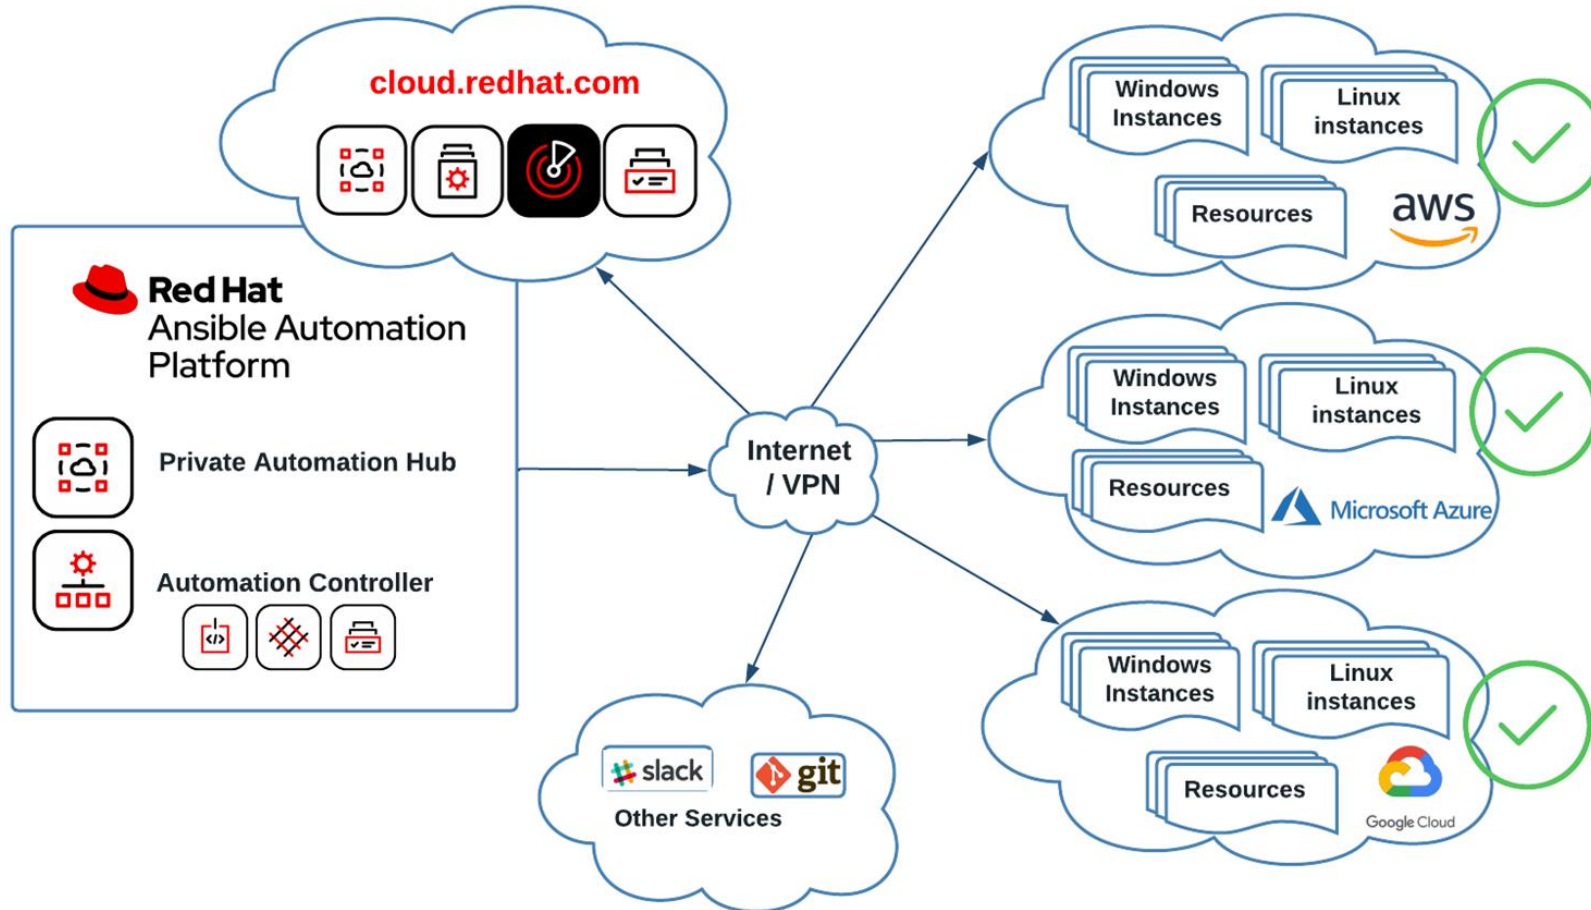 cloud.redhat.com
Red Hat
Ansible Automation
Platform
Private Automation Hub
Automation Controller
</>
Internet
/ VPN
slack
git
Other Services
Windows
Instances
Linux
instances
Resources
aws
Windows
Instances
Linux
instances
Resources
Microsoft Azure
Windows
Instances
Linux
instances
Resources
Google Cloud